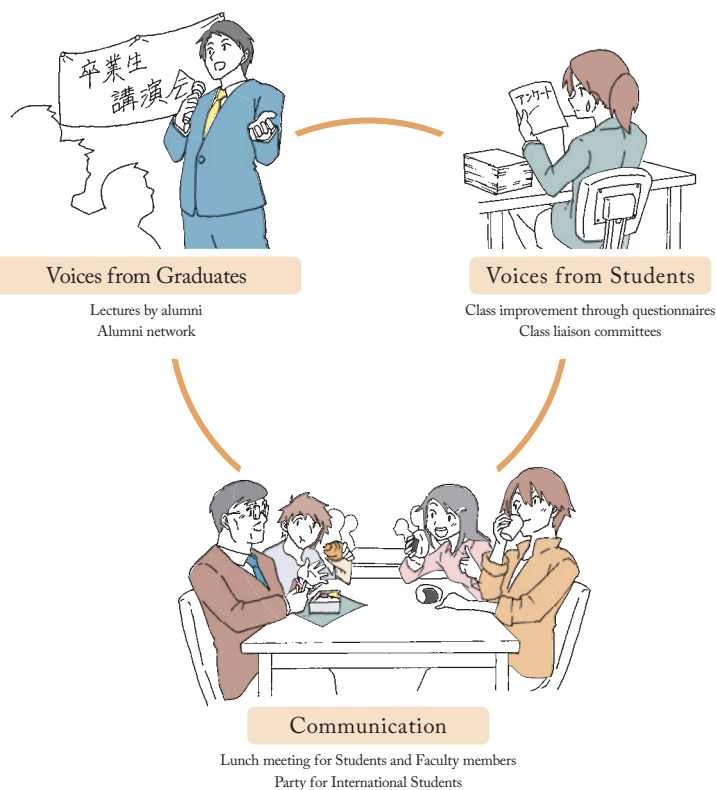 卒業生
講演会
アンケート
Voices from Graduates
Lectures by alumni
Alumni network
Voices from Students
Class improvement through questionnaires
Class liaison committees
Communication
Lunch meeting for Students and Faculty members
Party for International Students